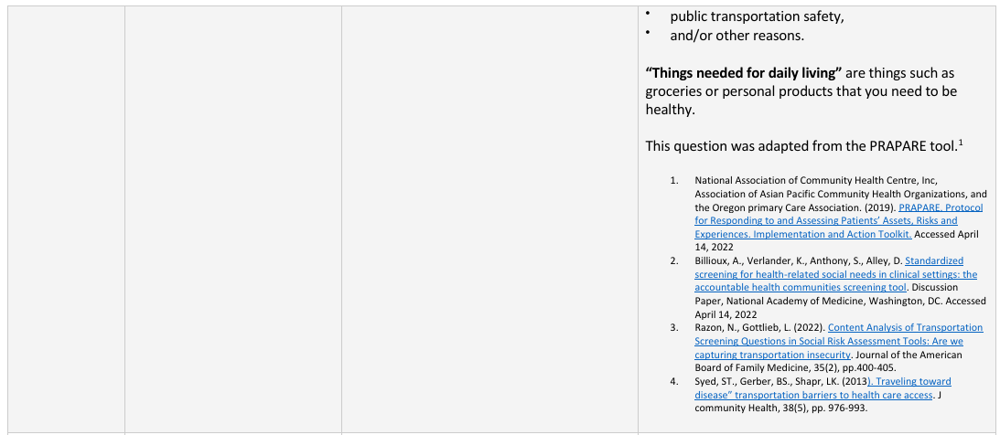 • public transportation safety,
• and/or other reasons.
“Things needed for daily living” are things such as
groceries or personal products that you need to be
healthy.
This question was adapted from the PRAPARE tool.1
1. National Association of Community Health Centre, Inc,
Association of Asian Pacific Community Health Organizations, and
the Oregon primary Care Association. (2019). PRAPARE. Protocol
for Responding to and Assessing Patients’ Assets, Risks and
Experiences. Implementation and Action Toolkit. Accessed April
14, 2022
2. Billioux, A., Verlander, K., Anthony, S., Alley, D. Standardized
screening for health-related social needs in clinical settings: the
accountable health communities screening tool. Discussion
Paper, National Academy of Medicine, Washington, DC. Accessed
April 14, 2022
3. Razon, N., Gottlieb, L. (2022). Content Analysis of Transportation
Screening Questions in Social Risk Assessment Tools: Are we
capturing transportation insecurity. Journal of the American
Board of Family Medicine, 35(2), pp.400-405.
4. Syed, ST., Gerber, BS., Shapr, LK. (2013). Traveling toward
disease” transportation barriers to health care access. J
community Health, 38(5), pp. 976-993.